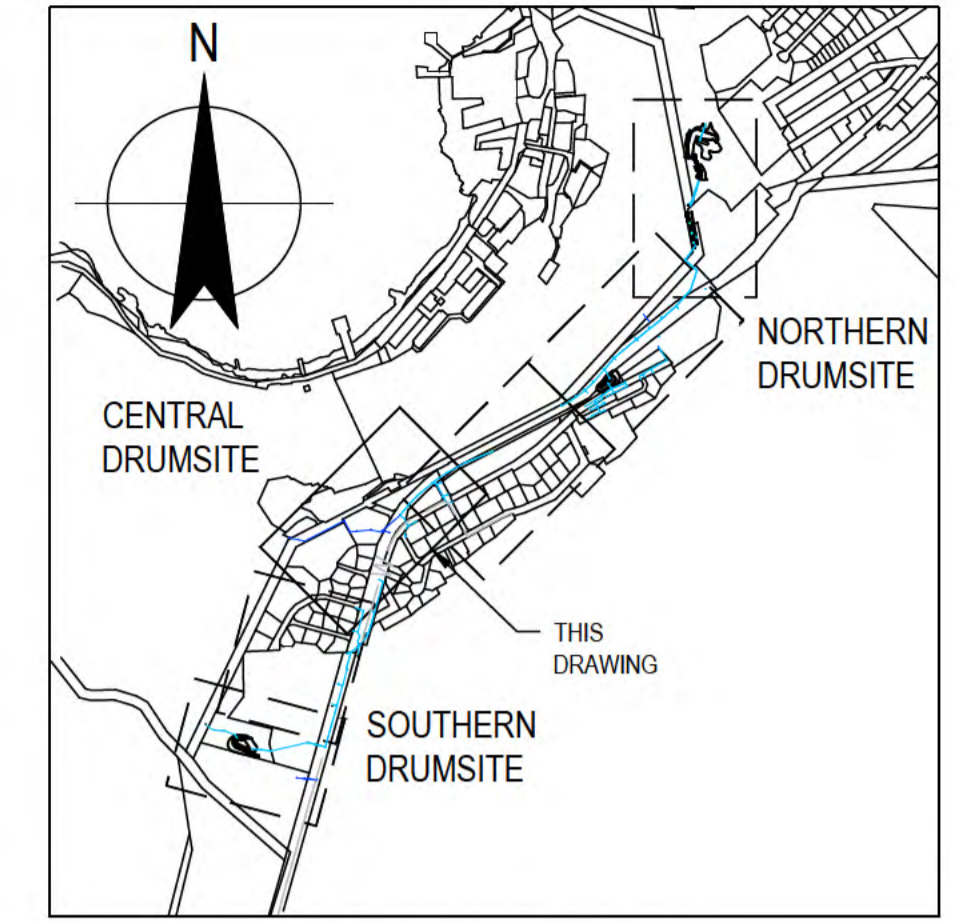 N
NORTHERN
DRUMSITE
CENTRAL
DRUMSITE
THIS
DRAWING
SOUTHERN
DRUMSITE